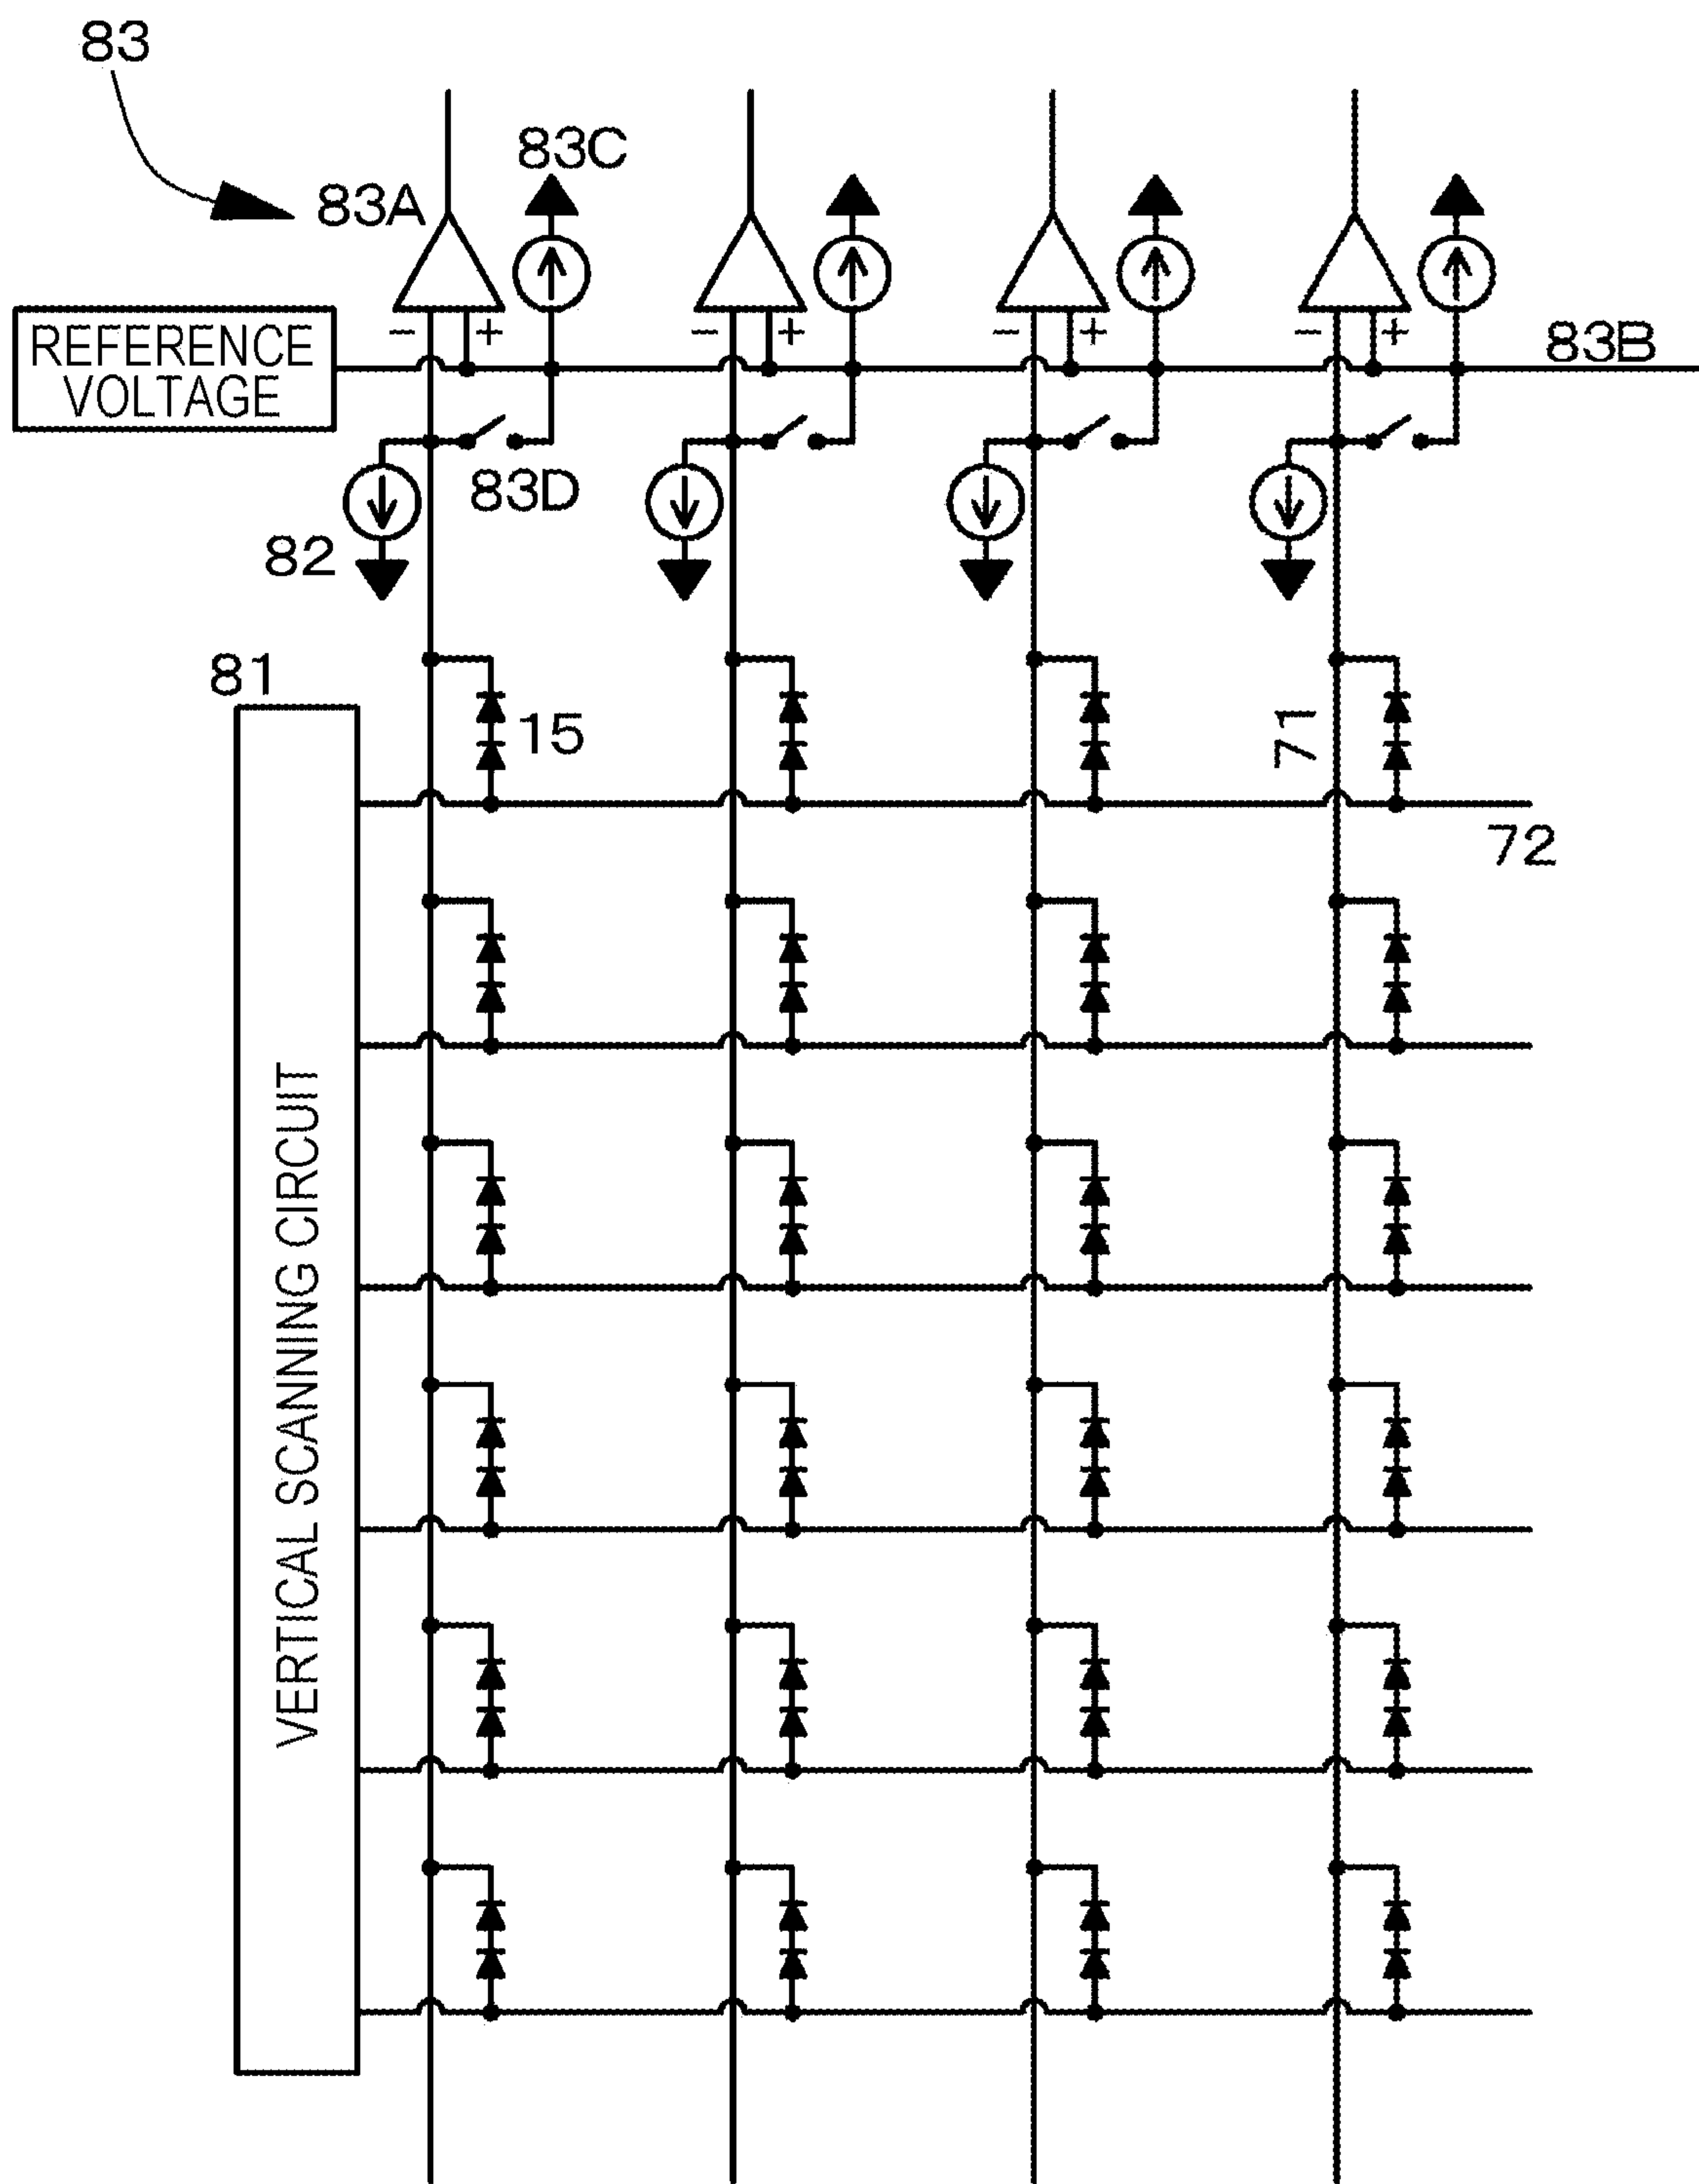 83
83C
83A
- + - + - + - +
REFERENCE
VOLTAGE
83B
83D
82
81
15
71
72
VERTICAL SCANNING CIRCUIT